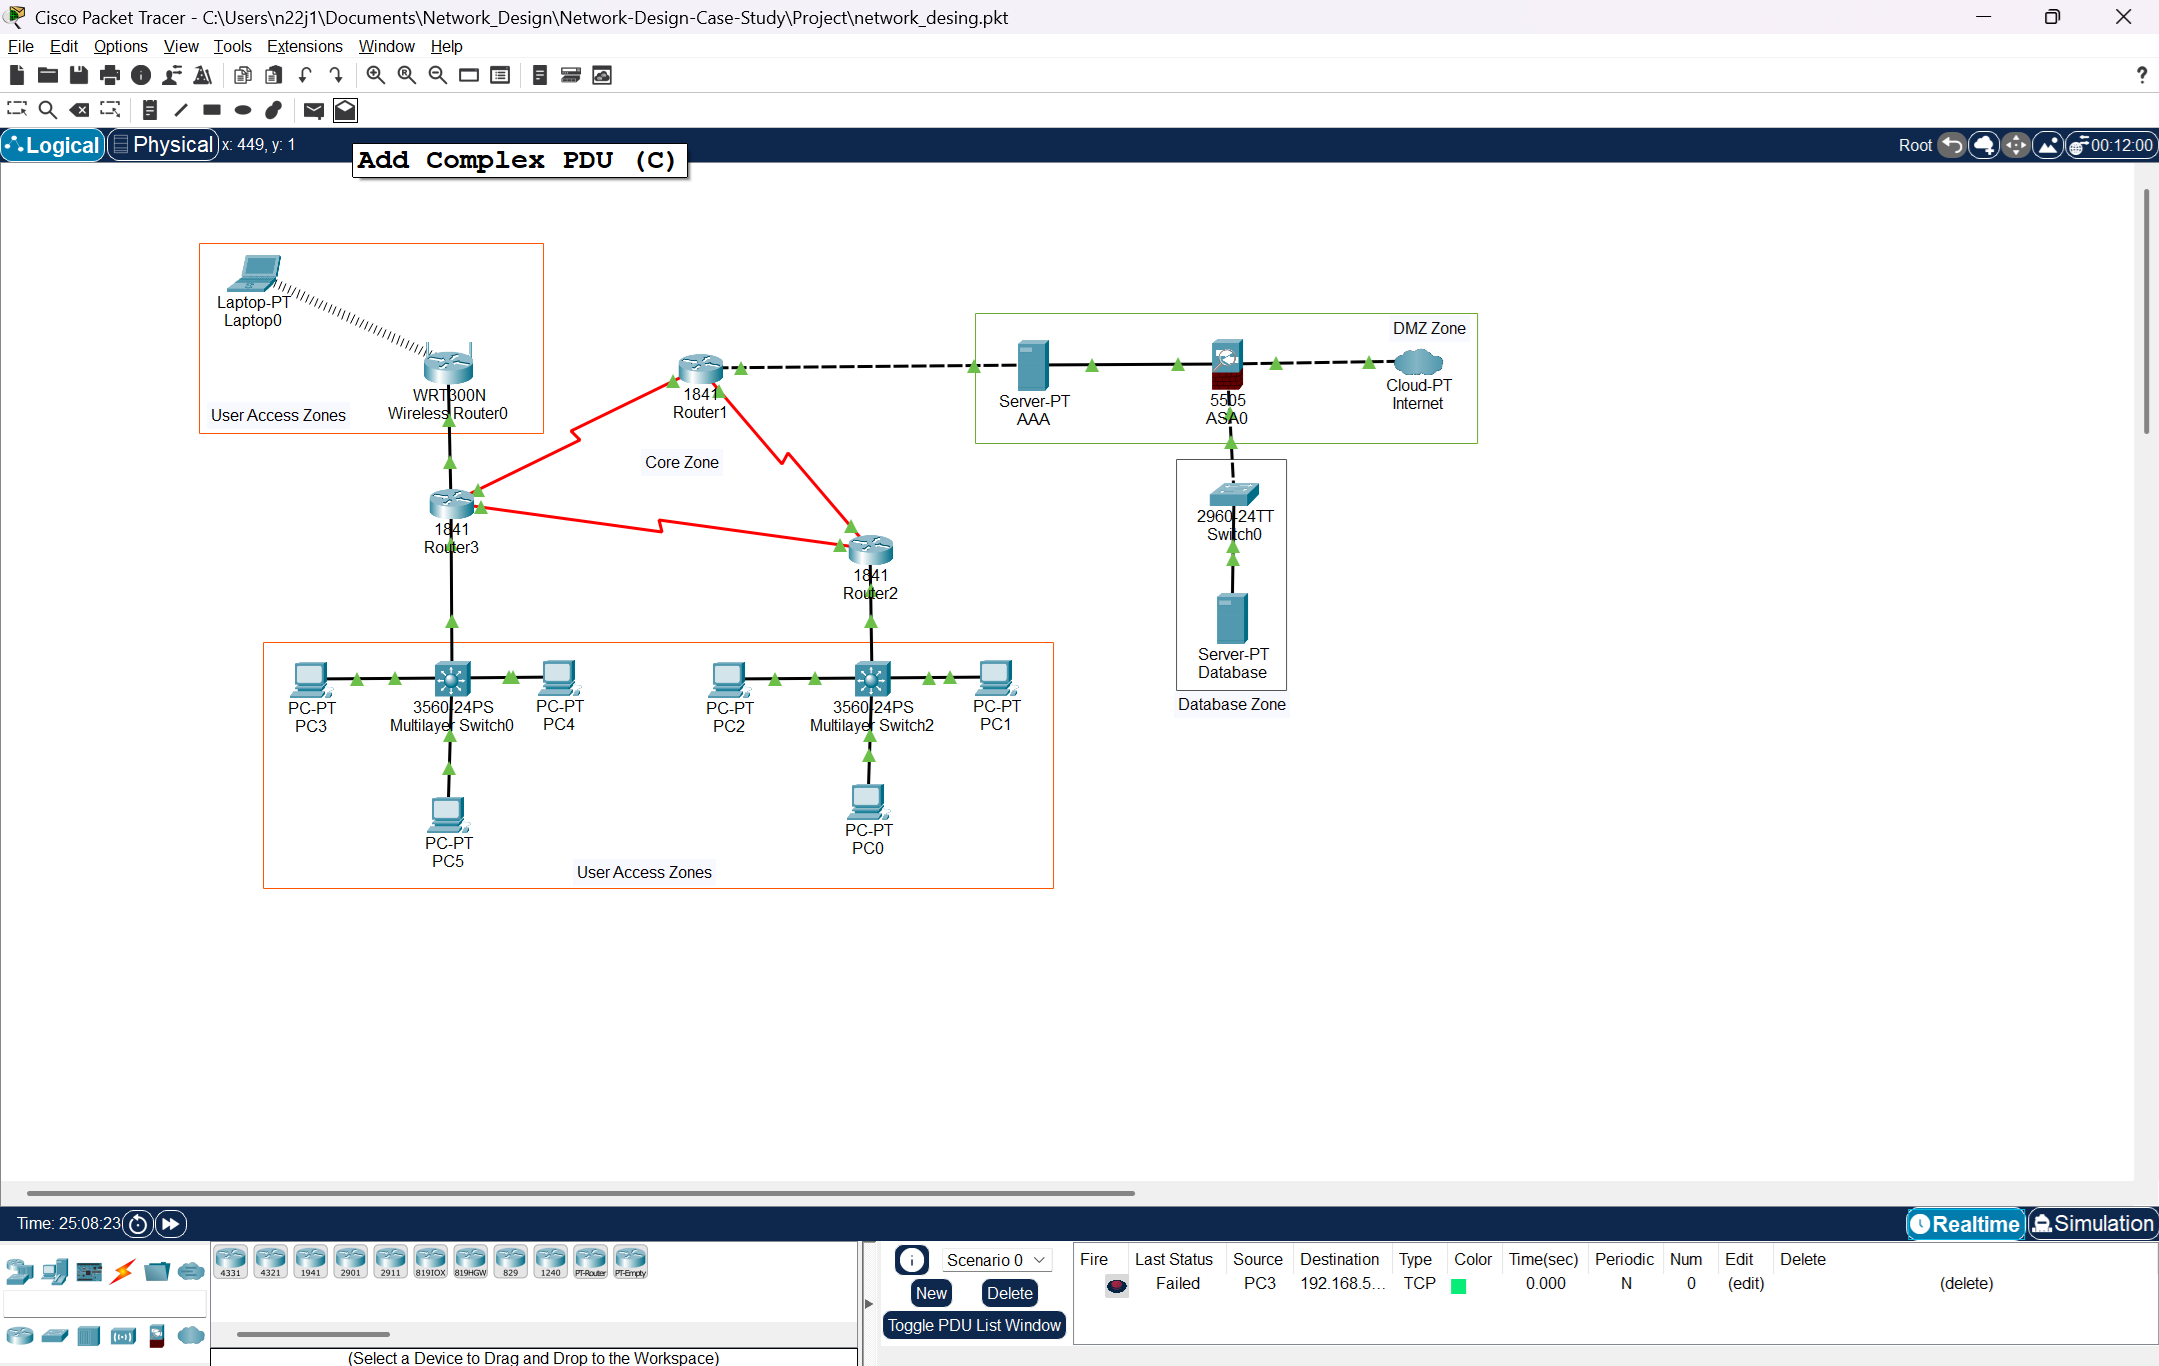 Cisco Packet Tracer - C:\Users\n22j1\Documents\Network_Design\Network-Design-Case-Study\Project\network_desing.pkt
File Edit Options View Tools Extensions Window Help
?
Logical Physical x: 449, y: 1
Root 00:12:00
Add Complex PDU (C)
Laptop-PT
Laptop0
WRT300N
Wireless Router0
User Access Zones
1841
Router1
Core Zone
1841
Router3
1841
Router2
DMZ Zone
Server-PT
AAA
5505
ASA0
Cloud-PT
Internet
2960-24TT
Switch0
Server-PT
Database
Database Zone
PC-PT
PC3
3560-24PS
Multilayer Switch0
PC-PT
PC4
PC-PT
PC2
3560-24PS
Multilayer Switch2
PC-PT
PC1
PC-PT
PC5
PC-PT
PC0
User Access Zones
Time: 25:08:23
Realtime Simulation
4331 4321 1941 2901 2911 819IOX 819HGW 829 1240 PT-Router PT-Empty
(Select a Device to Drag and Drop to the Workspace)
Scenario 0
New Delete
Toggle PDU List Window
Fire Last Status Source Destination Type Color Time(sec) Periodic Num Edit Delete
Failed PC3 192.168.5... TCP 0.000 N 0 (edit) (delete)